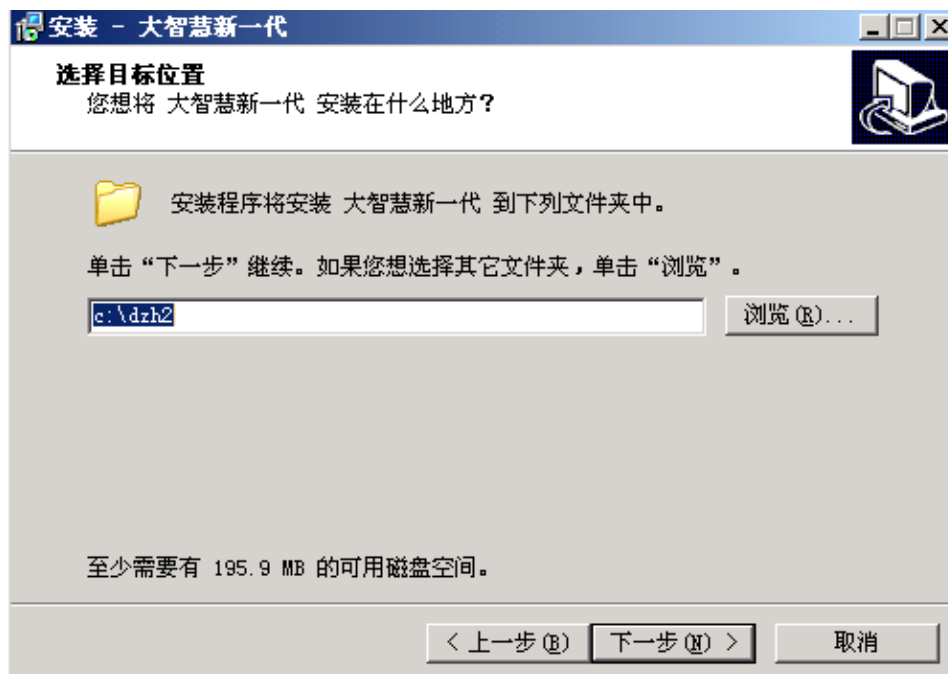 安装 - 大智慧新一代
选择目标位置
您想将 大智慧新一代 安装在什么地方?
安装程序将安装 大智慧新一代 到下列文件夹中。
单击“下一步”继续。如果您想选择其它文件夹，单击“浏览”。
c:\dzh2
浏览(R)...
至少需要有 195.9 MB 的可用磁盘空间。
< 上一步(B) 下一步(N) > 取消